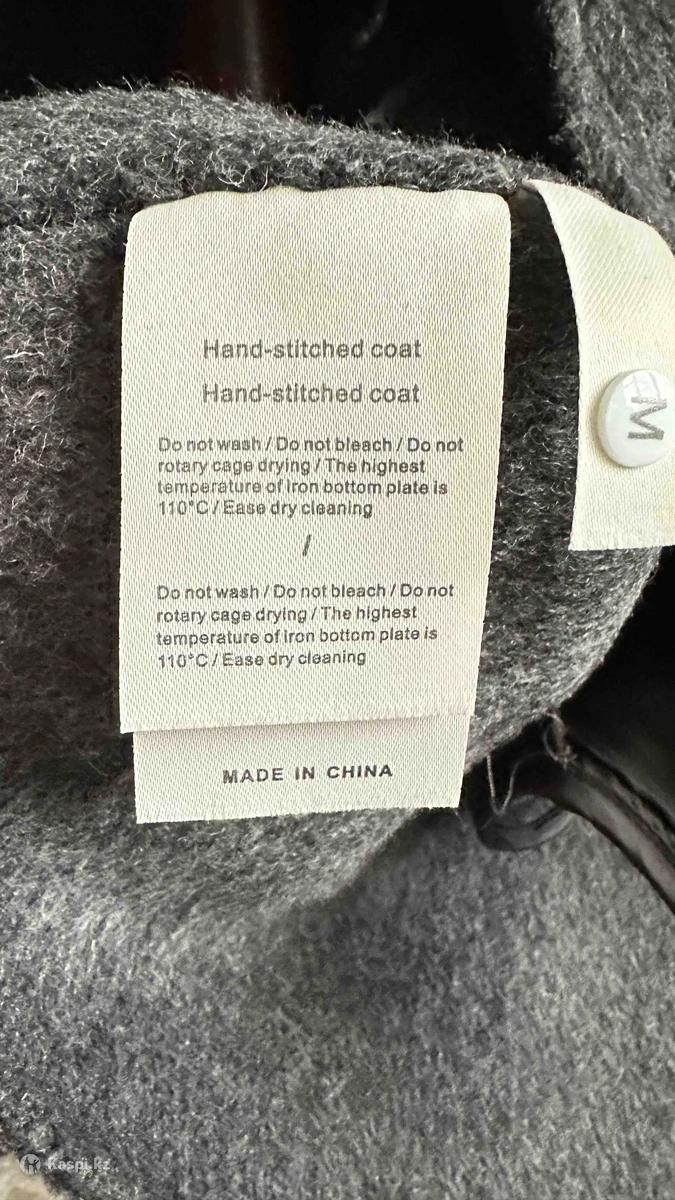 Hand-stitched coat
Hand-stitched coat
Do not wash / Do not bleach / Do not
rotary cage drying / The highest
temperature of iron bottom plate is
110°C / Ease dry cleaning
/
Do not wash / Do not bleach / Do not
rotary cage drying / The highest
temperature of iron bottom plate is
110°C / Ease dry cleaning
MADE IN CHINA
M
Kaspi.kz